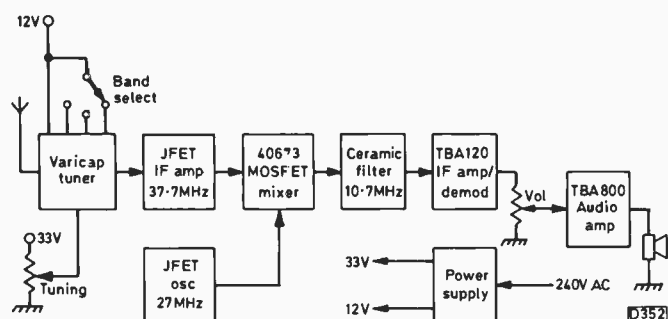 12V
Band
select
Varicap
tuner
JFET
IF amp
37·7MHz
40673
MOSFET
mixer
Ceramic
filter
10·7MHz
TBA120
IF amp/
demod
Vol
TBA800
Audio
amp
33V
Tuning
JFET
osc
27MHz
33V
12V
Power
supply
240V AC
D352